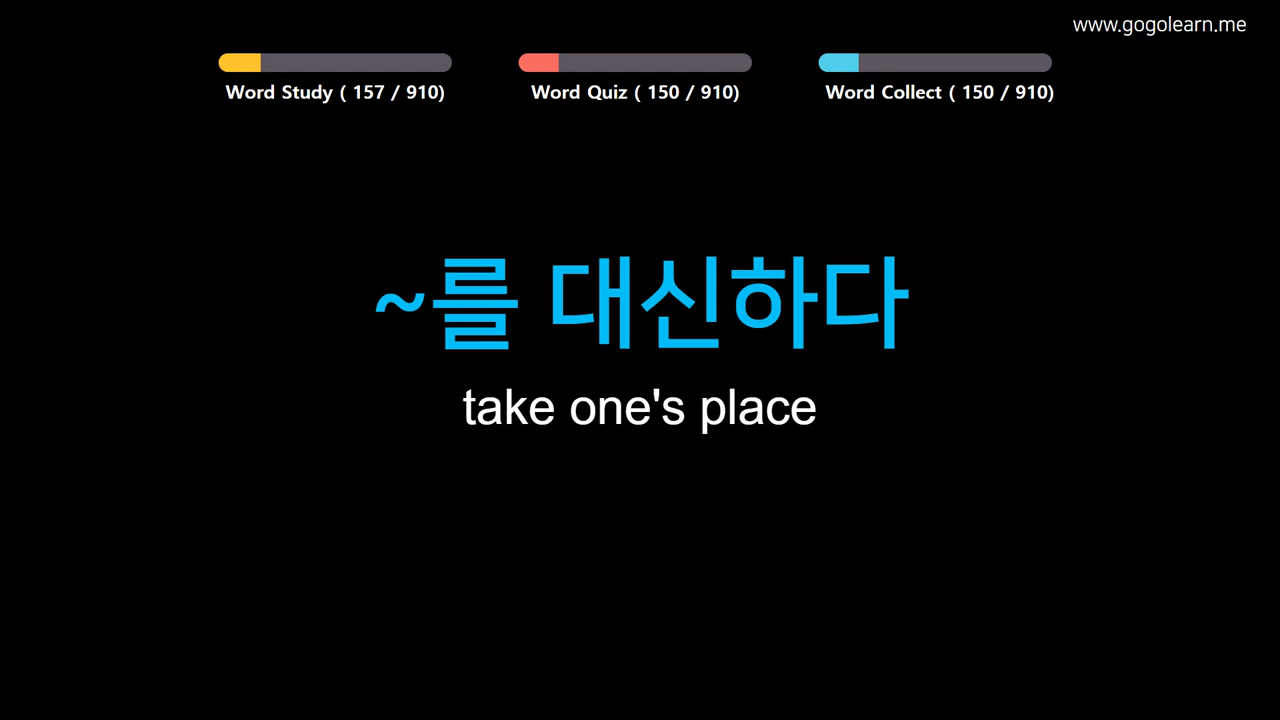 www.gogolearn.me
Word Study ( 157 / 910)
Word Quiz ( 150 / 910)
Word Collect ( 150 / 910)
~를 대신하다
take one's place